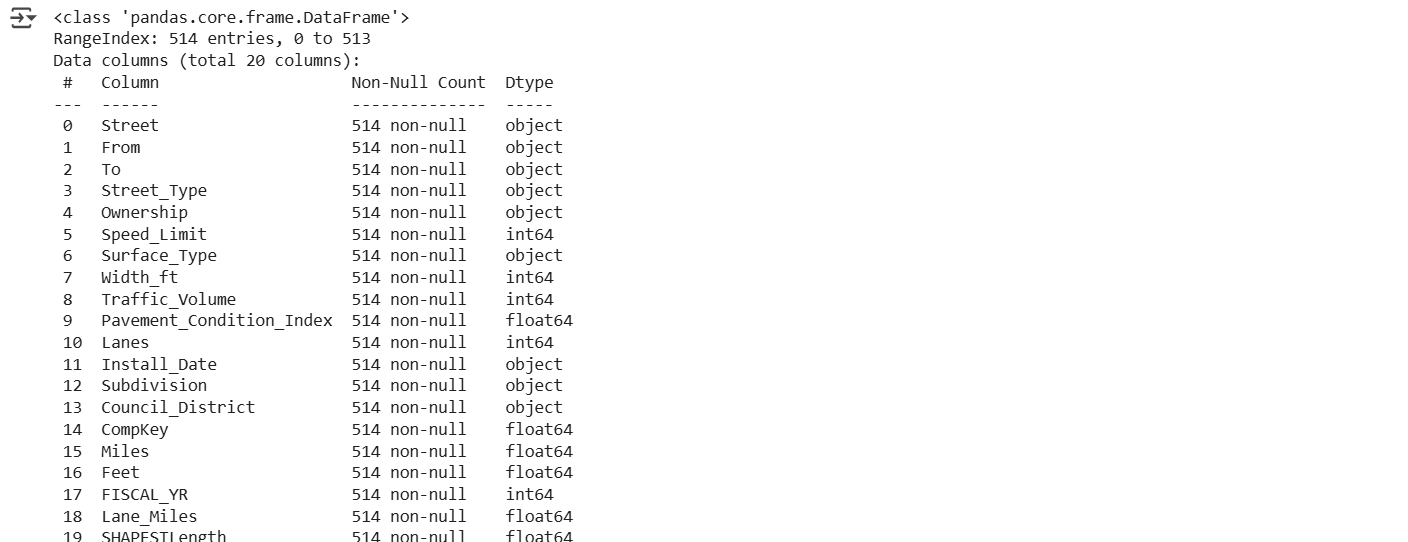 <class 'pandas.core.frame.DataFrame'>
RangeIndex: 514 entries, 0 to 513
Data columns (total 20 columns):
 #   Column                    Non-Null Count  Dtype
---  ------                    --------------  -----
 0   Street                    514 non-null    object
 1   From                      514 non-null    object
 2   To                        514 non-null    object
 3   Street_Type               514 non-null    object
 4   Ownership                 514 non-null    object
 5   Speed_Limit               514 non-null    int64
 6   Surface_Type              514 non-null    object
 7   Width_ft                  514 non-null    int64
 8   Traffic_Volume            514 non-null    int64
 9   Pavement_Condition_Index  514 non-null    float64
 10  Lanes                     514 non-null    int64
 11  Install_Date              514 non-null    object
 12  Subdivision               514 non-null    object
 13  Council_District          514 non-null    object
 14  CompKey                   514 non-null    float64
 15  Miles                     514 non-null    float64
 16  Feet                      514 non-null    float64
 17  FISCAL_YR                 514 non-null    int64
 18  Lane_Miles                514 non-null    float64
 19  SHAPESTLength             514 non-null    float64